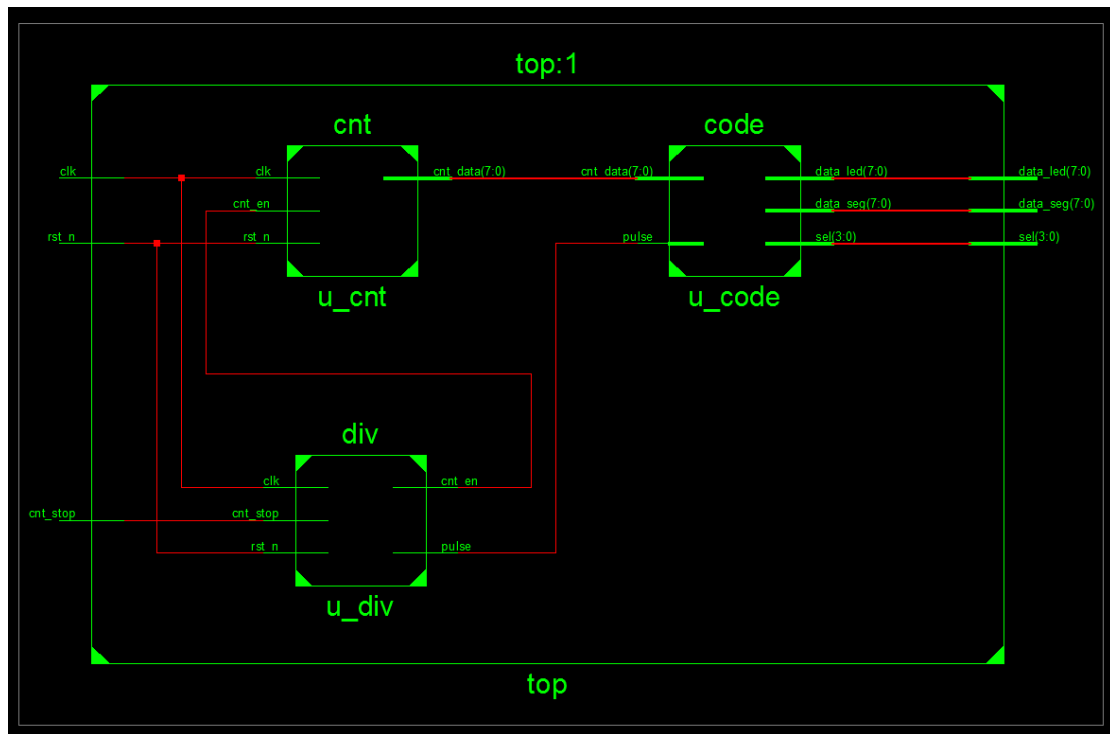 top:1
cnt
code
clk
clk
cnt_data(7:0)
cnt_data(7:0)
data_led(7:0)
data_led(7:0)
cnt_en
data_seg(7:0)
data_seg(7:0)
rst_n
rst_n
pulse
sel(3:0)
sel(3:0)
u_cnt
u_code
div
clk
cnt_en
cnt_stop
cnt_stop
rst_n
pulse
u_div
top